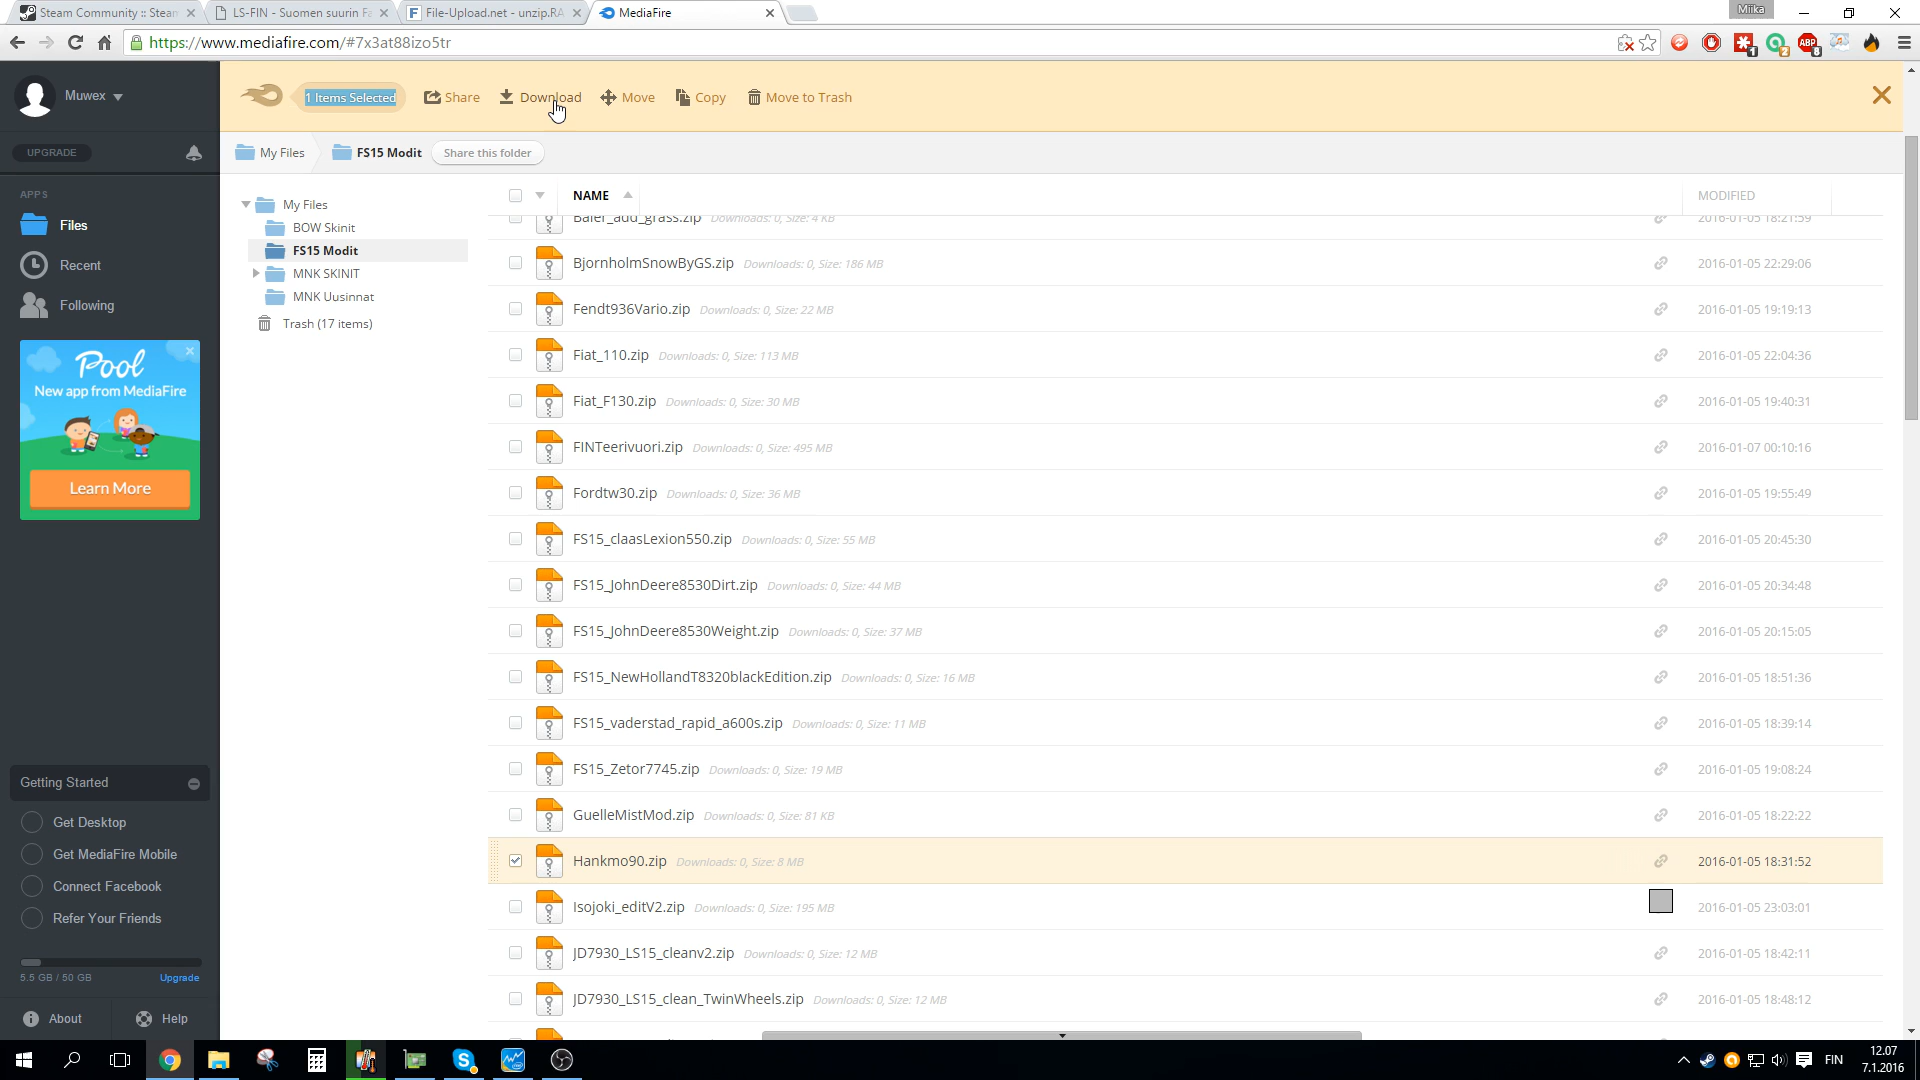 Steam Community :: Steam
LS-FIN - Suomen suurin Fa
File-Upload.net - unzip.RA
MediaFire
Miika
https://www.mediafire.com/#7x3at88izo5tr
Muwex
1 Items Selected
Share
Download
Move
Copy
Move to Trash
UPGRADE
My Files
FS15 Modit
Share this folder
APPS
Files
Recent
Following
Pool
New app from MediaFire
Learn More
Getting Started
Get Desktop
Get MediaFire Mobile
Connect Facebook
Refer Your Friends
5.5 GB / 50 GB
Upgrade
About
Help
My Files
BOW Skinit
FS15 Modit
MNK SKINIT
MNK Uusinnat
Trash (17 items)
NAME
MODIFIED
Baler_add_grass.zip Downloads: 0, Size: 4 KB 2016-01-05 18:21:59
BjornholmSnowByGS.zip Downloads: 0, Size: 186 MB 2016-01-05 22:29:06
Fendt936Vario.zip Downloads: 0, Size: 22 MB 2016-01-05 19:19:13
Fiat_110.zip Downloads: 0, Size: 113 MB 2016-01-05 22:04:36
Fiat_F130.zip Downloads: 0, Size: 30 MB 2016-01-05 19:40:31
FINTeerivuori.zip Downloads: 0, Size: 495 MB 2016-01-07 00:10:16
Fordtw30.zip Downloads: 0, Size: 36 MB 2016-01-05 19:55:49
FS15_claasLexion550.zip Downloads: 0, Size: 55 MB 2016-01-05 20:45:30
FS15_JohnDeere8530Dirt.zip Downloads: 0, Size: 44 MB 2016-01-05 20:34:48
FS15_JohnDeere8530Weight.zip Downloads: 0, Size: 37 MB 2016-01-05 20:15:05
FS15_NewHollandT8320blackEdition.zip Downloads: 0, Size: 16 MB 2016-01-05 18:51:36
FS15_vaderstad_rapid_a600s.zip Downloads: 0, Size: 11 MB 2016-01-05 18:39:14
FS15_Zetor7745.zip Downloads: 0, Size: 19 MB 2016-01-05 19:08:24
GuelleMistMod.zip Downloads: 0, Size: 81 KB 2016-01-05 18:22:22
Hankmo90.zip Downloads: 0, Size: 8 MB 2016-01-05 18:31:52
Isojoki_editV2.zip Downloads: 0, Size: 195 MB 2016-01-05 23:03:01
JD7930_LS15_cleanv2.zip Downloads: 0, Size: 12 MB 2016-01-05 18:42:11
JD7930_LS15_clean_TwinWheels.zip Downloads: 0, Size: 12 MB 2016-01-05 18:48:12
FIN
12.07
7.1.2016